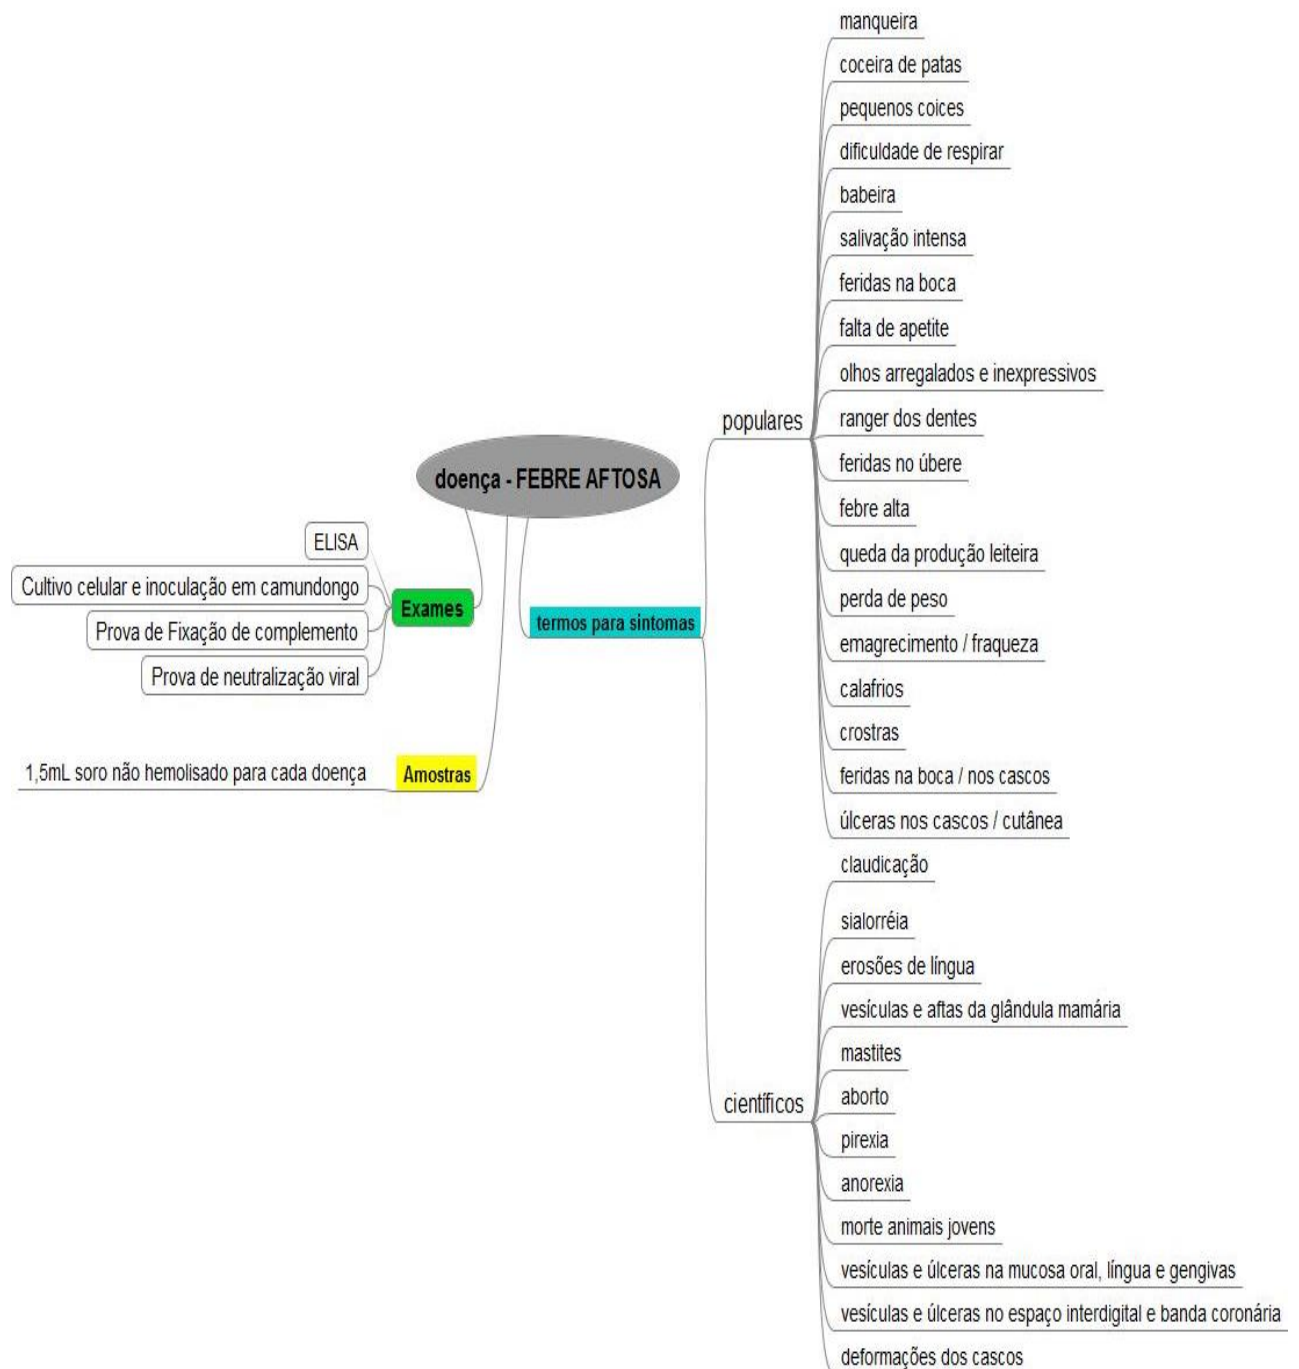 doença - FEBRE AFTOSA
Exames
ELISA
Cultivo celular e inoculação em camundongo
Prova de Fixação de complemento
Prova de neutralização viral
Amostras
1,5mL soro não hemolisado para cada doença
termos para sintomas
populares
manqueira
coceira de patas
pequenos coices
dificuldade de respirar
babeira
salivação intensa
feridas na boca
falta de apetite
olhos arregalados e inexpressivos
ranger dos dentes
feridas no úbere
febre alta
queda da produção leiteira
perda de peso
emagrecimento / fraqueza
calafrios
crostras
feridas na boca / nos cascos
úlceras nos cascos / cutânea
científicos
claudicação
sialorréia
erosões de língua
vesículas e aftas da glândula mamária
mastites
aborto
pirexia
anorexia
morte animais jovens
vesículas e úlceras na mucosa oral, língua e gengivas
vesículas e úlceras no espaço interdigital e banda coronária
deformações dos cascos